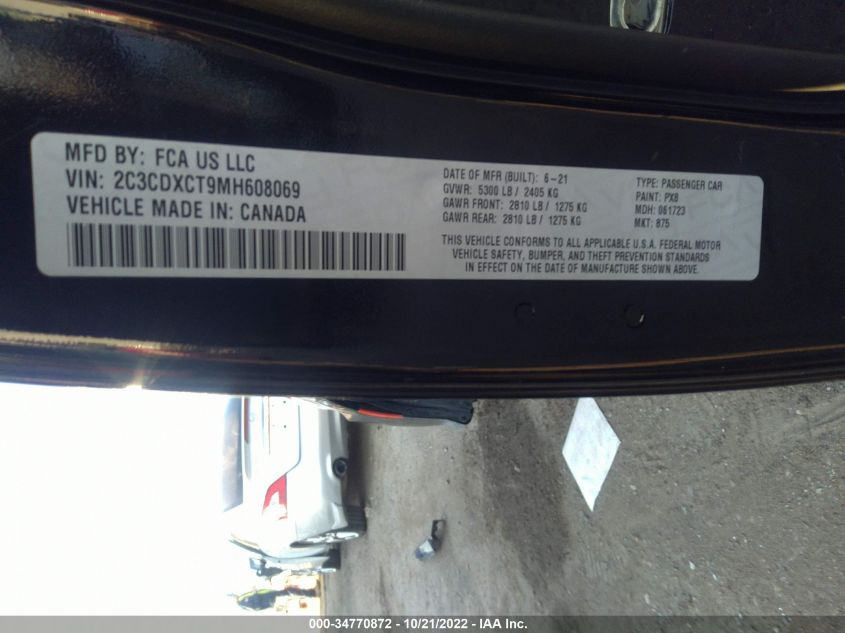 MFD BY: FCA US LLC
VIN: 2C3CDXCT9MH608069
VEHICLE MADE IN: CANADA
DATE OF MFR (BUILT): 6-21
GVWR: 5300 LB / 2405 KG
GAWR FRONT: 2810 LB / 1275 KG
GAWR REAR: 2810 LB / 1275 KG
TYPE: PASSENGER CAR
PAINT: PX8
MDH: 061723
MKT: 875
THIS VEHICLE CONFORMS TO ALL APPLICABLE U.S.A. FEDERAL MOTOR
VEHICLE SAFETY, BUMPER, AND THEFT PREVENTION STANDARDS
IN EFFECT ON THE DATE OF MANUFACTURE SHOWN ABOVE.
000-34770872 - 10/21/2022 - IAA Inc.